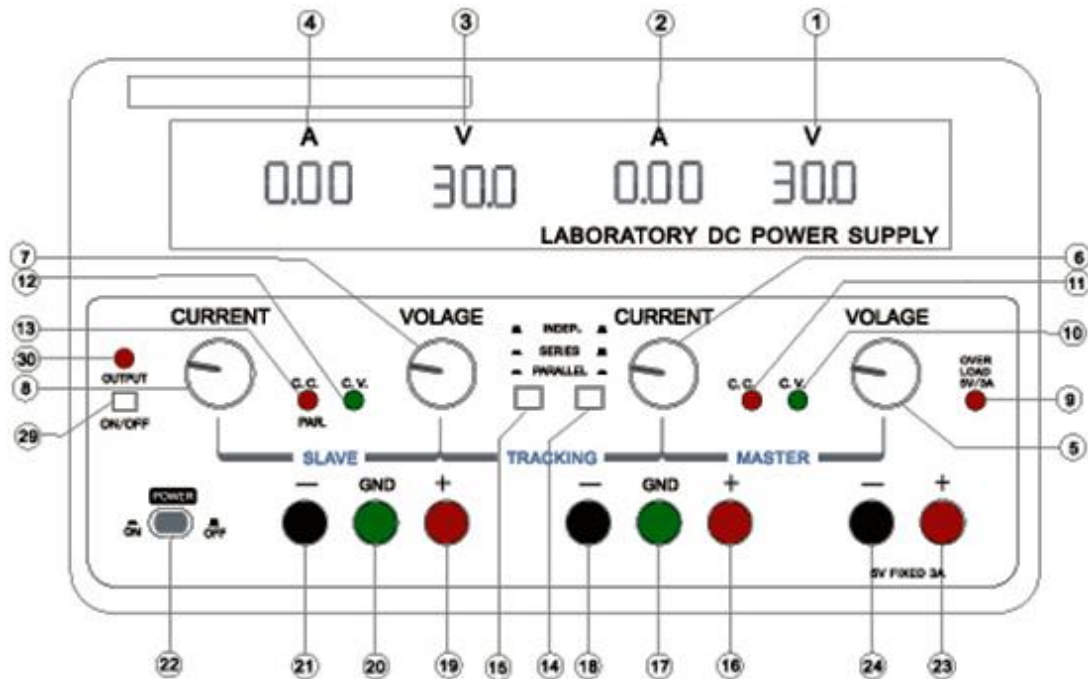 4 3 2 1
A V A V
0.00 30.0 0.00 30.0
LABORATORY DC POWER SUPPLY
7 6
12 11
13 CURRENT VOLAGE INDEP. CURRENT VOLAGE 10
30 SERIES OVER
OUTPUT C.C. C.V. PARALLEL C.C. C.V. LOAD
8 5V/3A 9
ON/OFF PAR.
29 5
SLAVE TRACKING MASTER
POWER — GND + — GND + — +
ON OFF
5V FIXED 3A
22 21 20 19 15 14 18 17 16 24 23